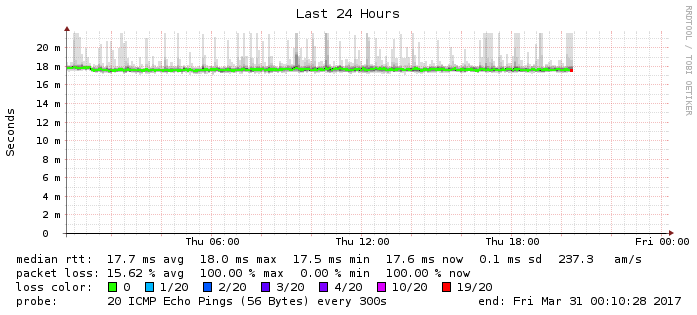 Last 24 Hours
RRDTOOL / TOBI OETIKER
Seconds
20 m
18 m
16 m
14 m
12 m
10 m
8 m
6 m
4 m
2 m
0
Thu 06:00 Thu 12:00 Thu 18:00 Fri 00:00
median rtt: 17.7 ms avg 18.0 ms max 17.5 ms min 17.6 ms now 0.1 ms sd 237.3 am/s
packet loss: 15.62 % avg 100.00 % max 0.00 % min 100.00 % now
loss color: 0 1/20 2/20 3/20 4/20 10/20 19/20
probe: 20 ICMP Echo Pings (56 Bytes) every 300s end: Fri Mar 31 00:10:28 2017